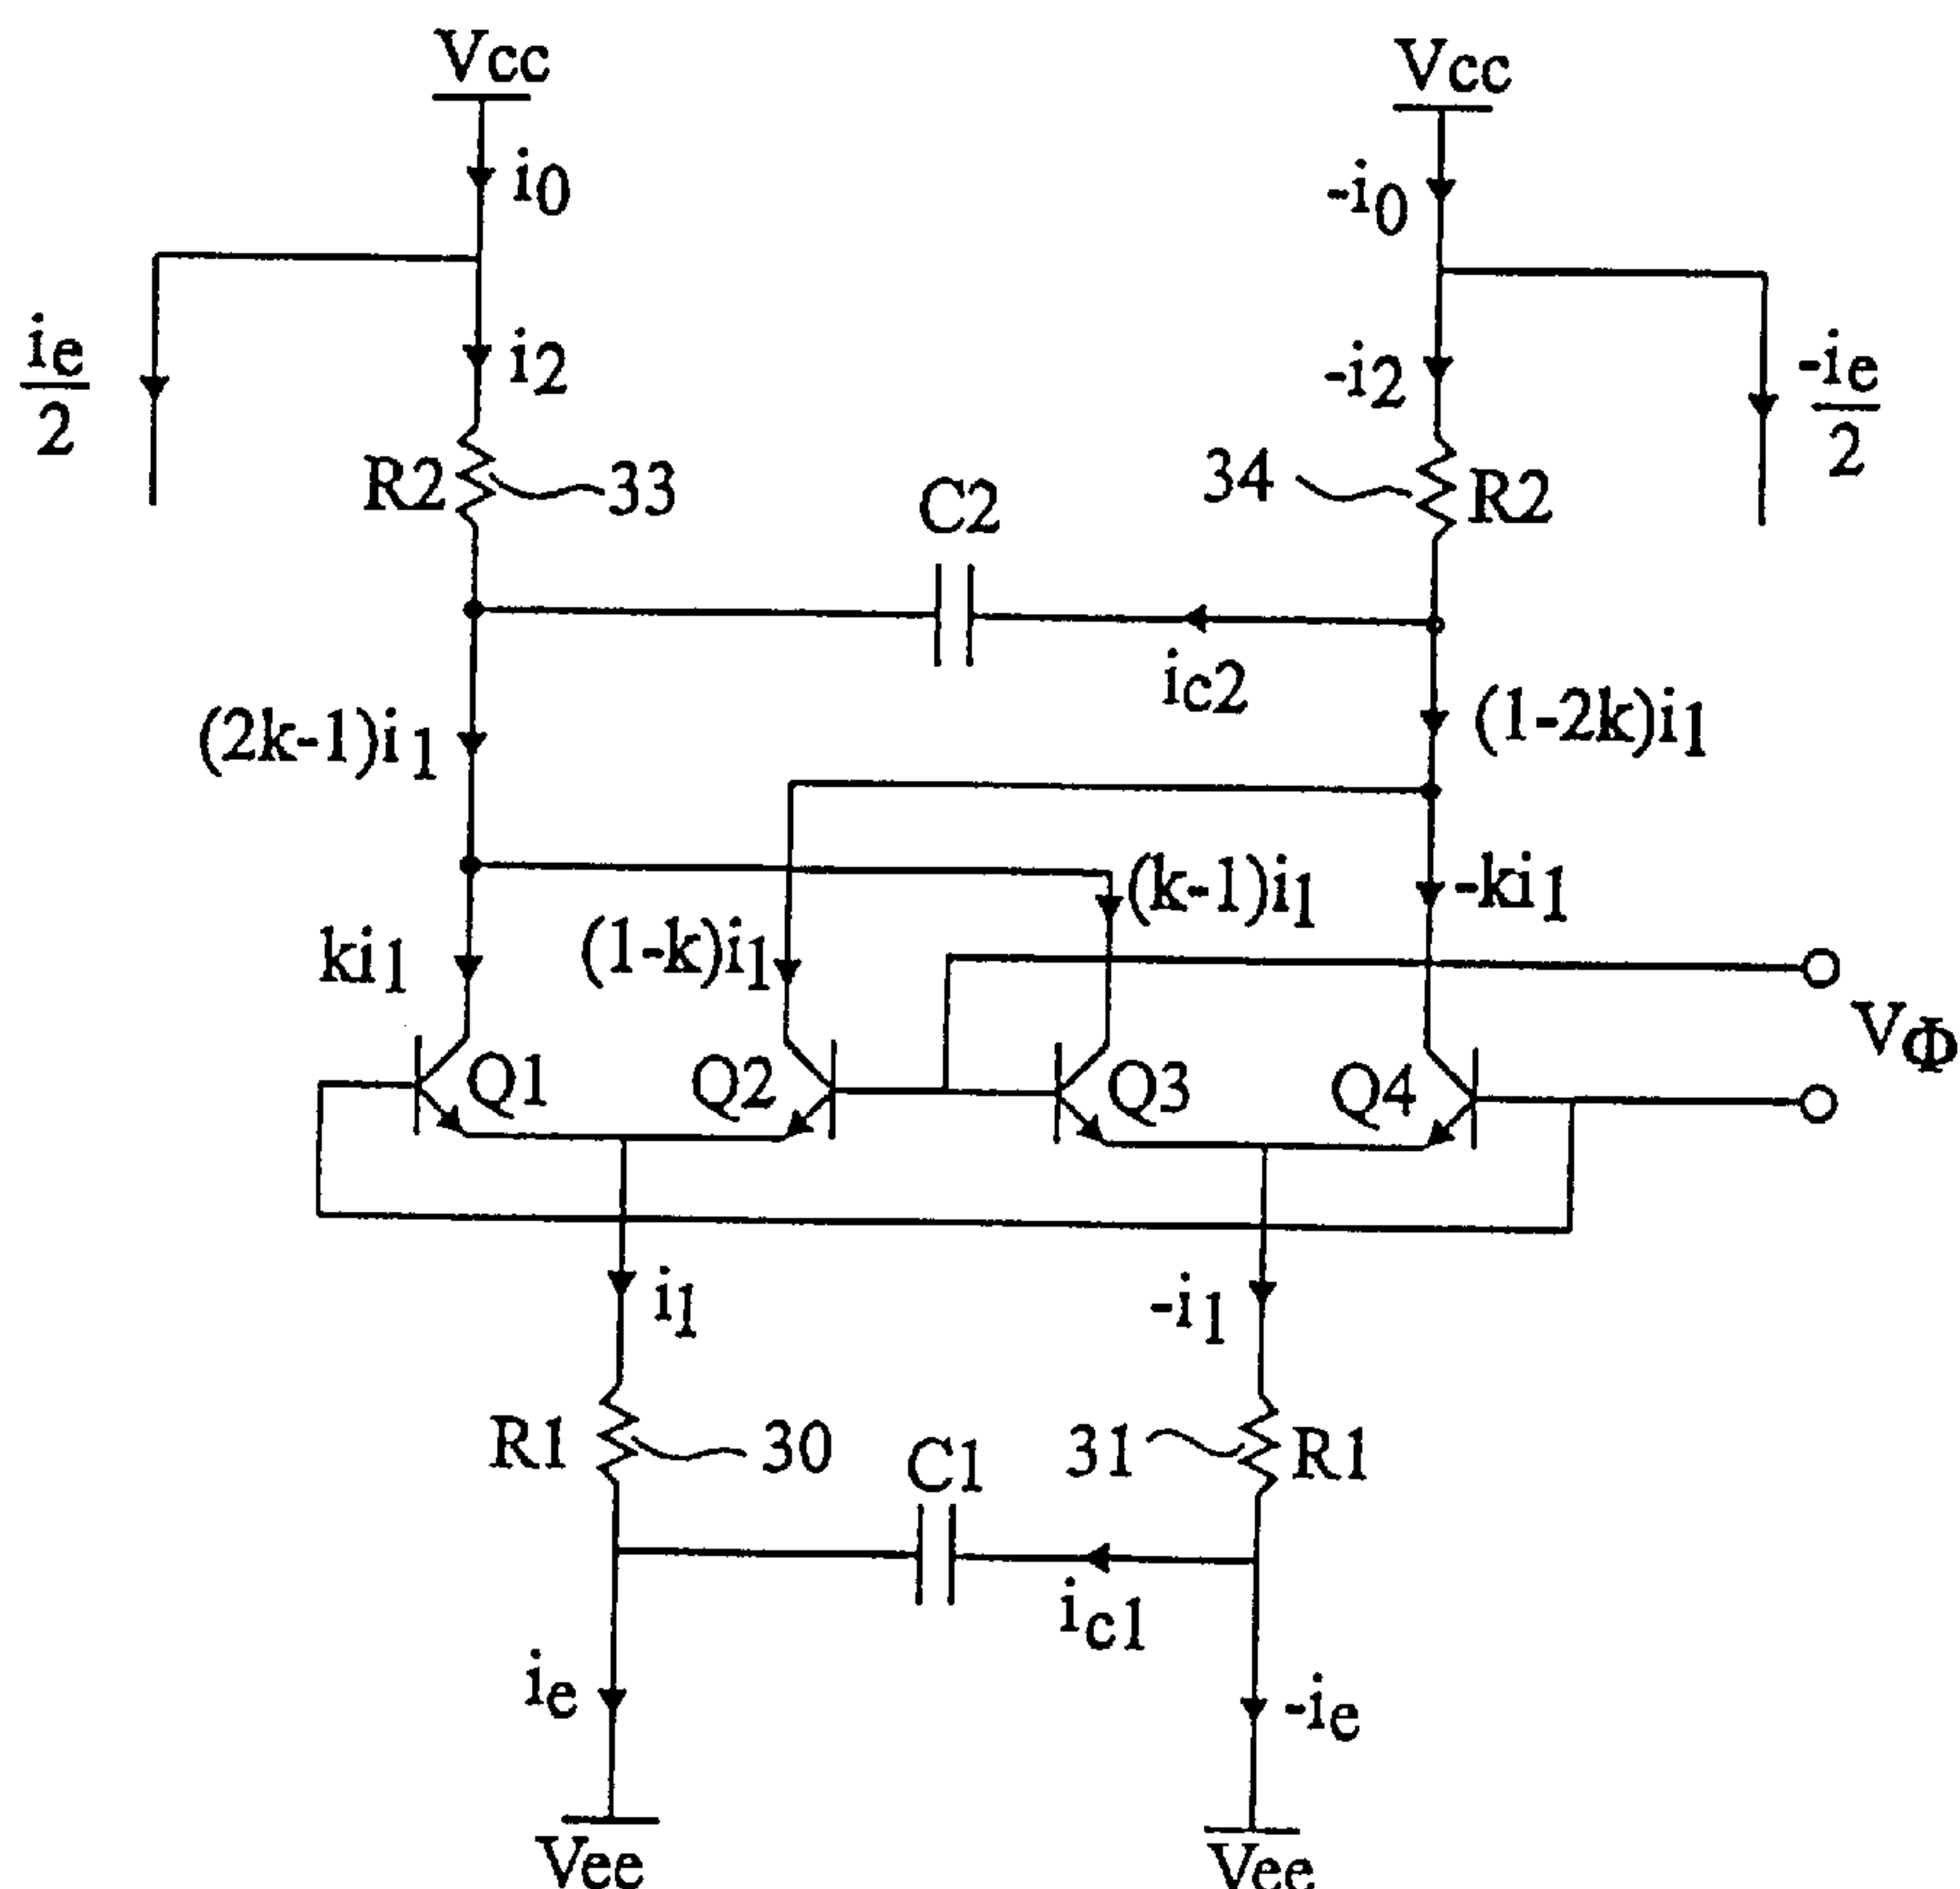 Vcc
Vcc
i0
-i0
ie/2
i2
-i2
-ie/2
R2
33
34
R2
C2
ic2
(2k-1)i1
(1-2k)i1
(k-1)i1
-ki1
ki1
(1-k)i1
VΦ
Q1
Q2
Q3
Q4
i1
-i1
R1
30
31
R1
C1
ic1
ie
-ie
Vee
Vee